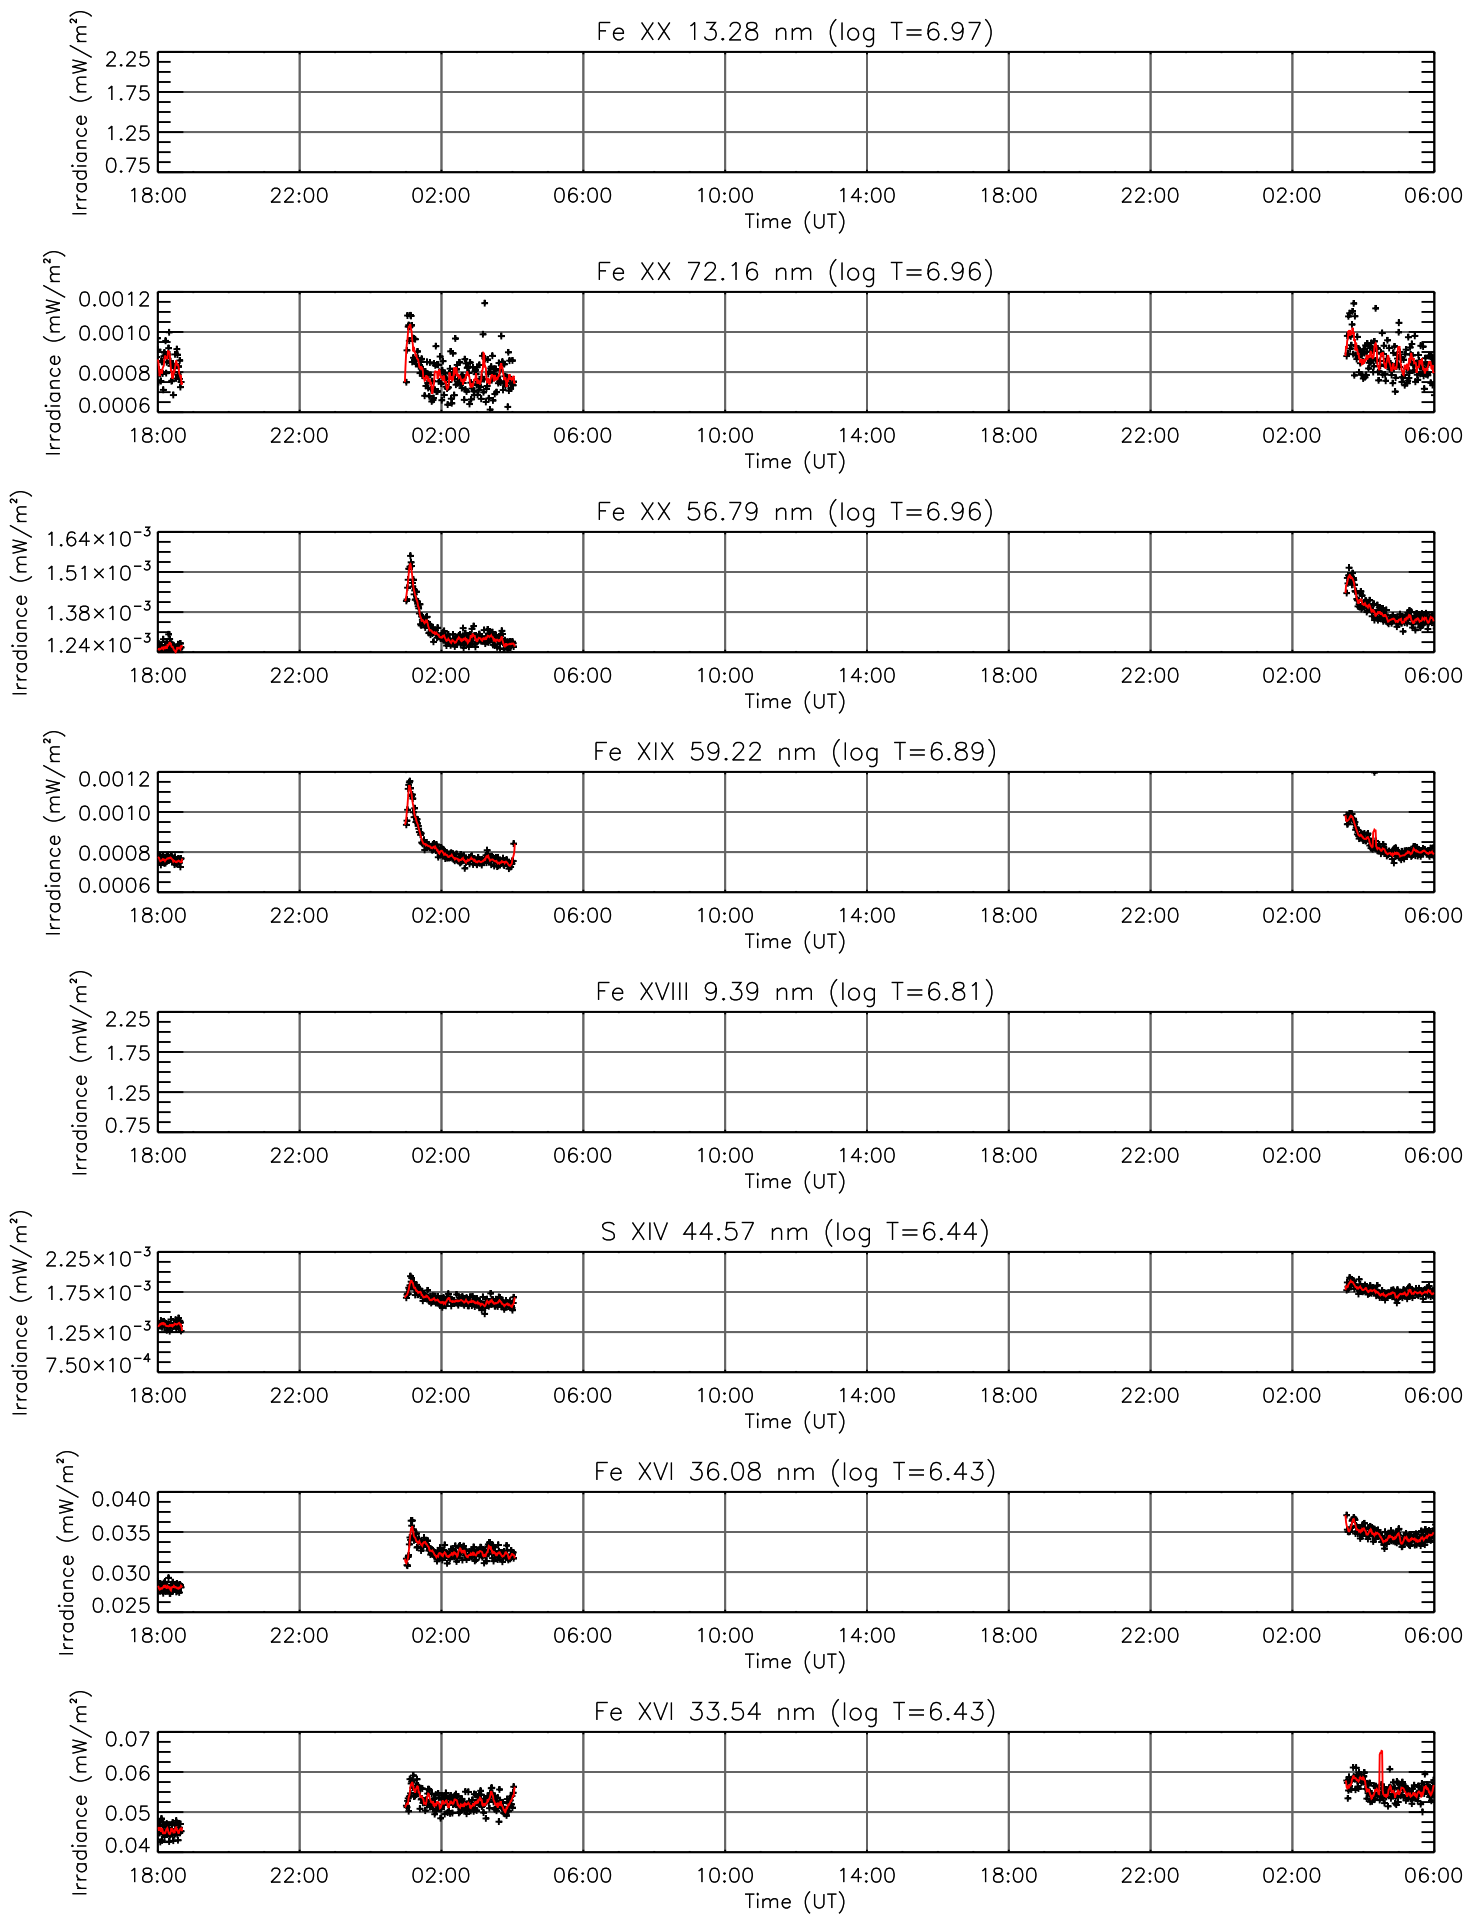 Fe XX 13.28 nm (log T=6.97)
Irradiance (mW/m²)
2.25
1.75
1.25
0.75
18:00 22:00 02:00 06:00 10:00 14:00 18:00 22:00 02:00 06:00
Time (UT)
Fe XX 72.16 nm (log T=6.96)
Irradiance (mW/m²)
0.0012
0.0010
0.0008
0.0006
18:00 22:00 02:00 06:00 10:00 14:00 18:00 22:00 02:00 06:00
Time (UT)
Fe XX 56.79 nm (log T=6.96)
Irradiance (mW/m²)
1.64×10⁻³
1.51×10⁻³
1.38×10⁻³
1.24×10⁻³
18:00 22:00 02:00 06:00 10:00 14:00 18:00 22:00 02:00 06:00
Time (UT)
Fe XIX 59.22 nm (log T=6.89)
Irradiance (mW/m²)
0.0012
0.0010
0.0008
0.0006
18:00 22:00 02:00 06:00 10:00 14:00 18:00 22:00 02:00 06:00
Time (UT)
Fe XVIII 9.39 nm (log T=6.81)
Irradiance (mW/m²)
2.25
1.75
1.25
0.75
18:00 22:00 02:00 06:00 10:00 14:00 18:00 22:00 02:00 06:00
Time (UT)
S XIV 44.57 nm (log T=6.44)
Irradiance (mW/m²)
2.25×10⁻³
1.75×10⁻³
1.25×10⁻³
7.50×10⁻⁴
18:00 22:00 02:00 06:00 10:00 14:00 18:00 22:00 02:00 06:00
Time (UT)
Fe XVI 36.08 nm (log T=6.43)
Irradiance (mW/m²)
0.040
0.035
0.030
0.025
18:00 22:00 02:00 06:00 10:00 14:00 18:00 22:00 02:00 06:00
Time (UT)
Fe XVI 33.54 nm (log T=6.43)
Irradiance (mW/m²)
0.07
0.06
0.05
0.04
18:00 22:00 02:00 06:00 10:00 14:00 18:00 22:00 02:00 06:00
Time (UT)